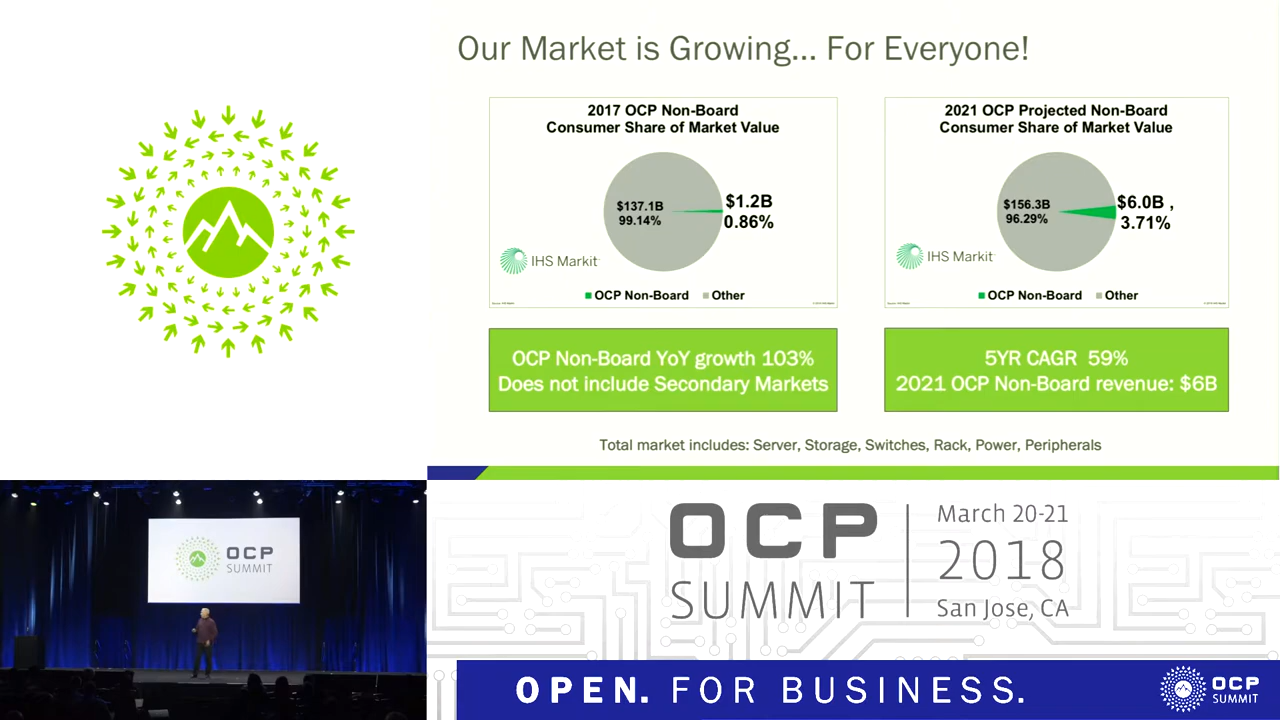 Our Market is Growing... For Everyone!
2017 OCP Non-Board
Consumer Share of Market Value
$137.1B
99.14%
$1.2B
0.86%
IHS Markit
OCP Non-Board
Other
2021 OCP Projected Non-Board
Consumer Share of Market Value
$156.3B
96.29%
$6.0B ,
3.71%
IHS Markit
OCP Non-Board
Other
OCP Non-Board YoY growth 103%
Does not include Secondary Markets
5YR CAGR 59%
2021 OCP Non-Board revenue: $6B
Total market includes: Server, Storage, Switches, Rack, Power, Peripherals
OCP
SUMMIT
OCP
SUMMIT
March 20-21
2018
San Jose, CA
OPEN. FOR BUSINESS.
OCP
SUMMIT